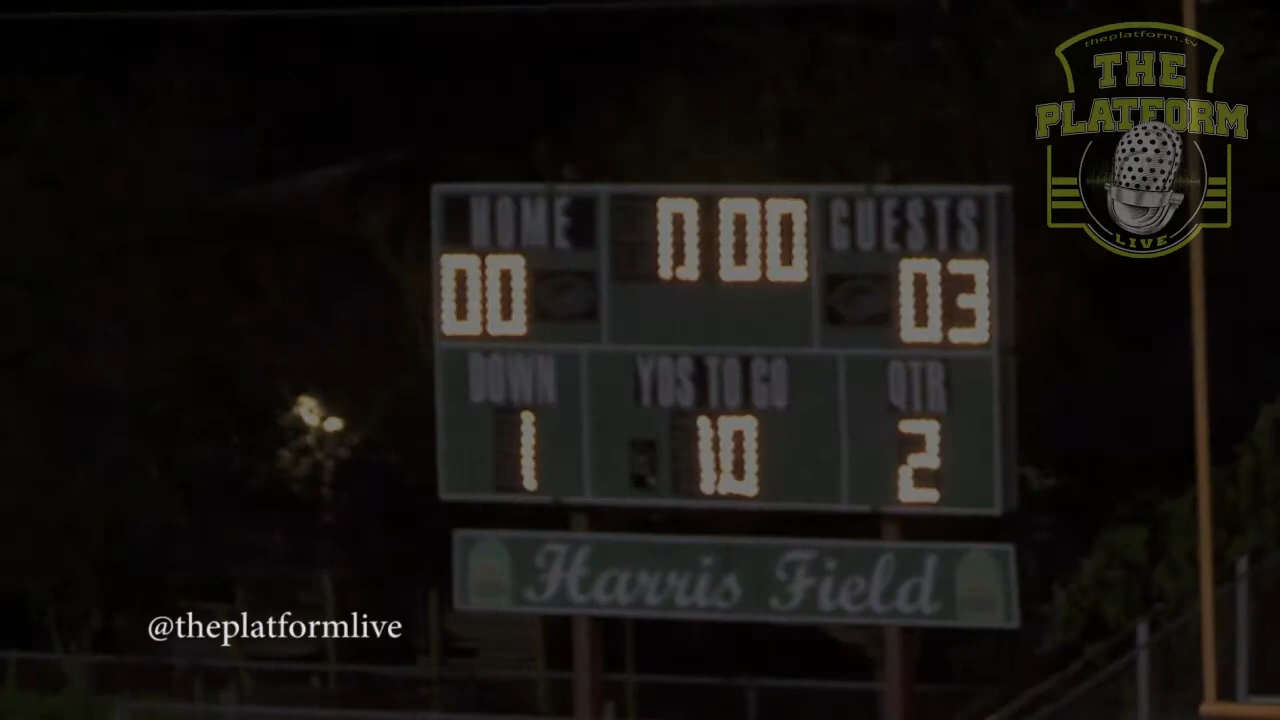 theplatform.tv
THE
PLATFORM
LIVE
HOME 0:00 GUESTS
00 03
DOWN YDS TO GO QTR
1 10 2
Harris Field
@theplatformlive